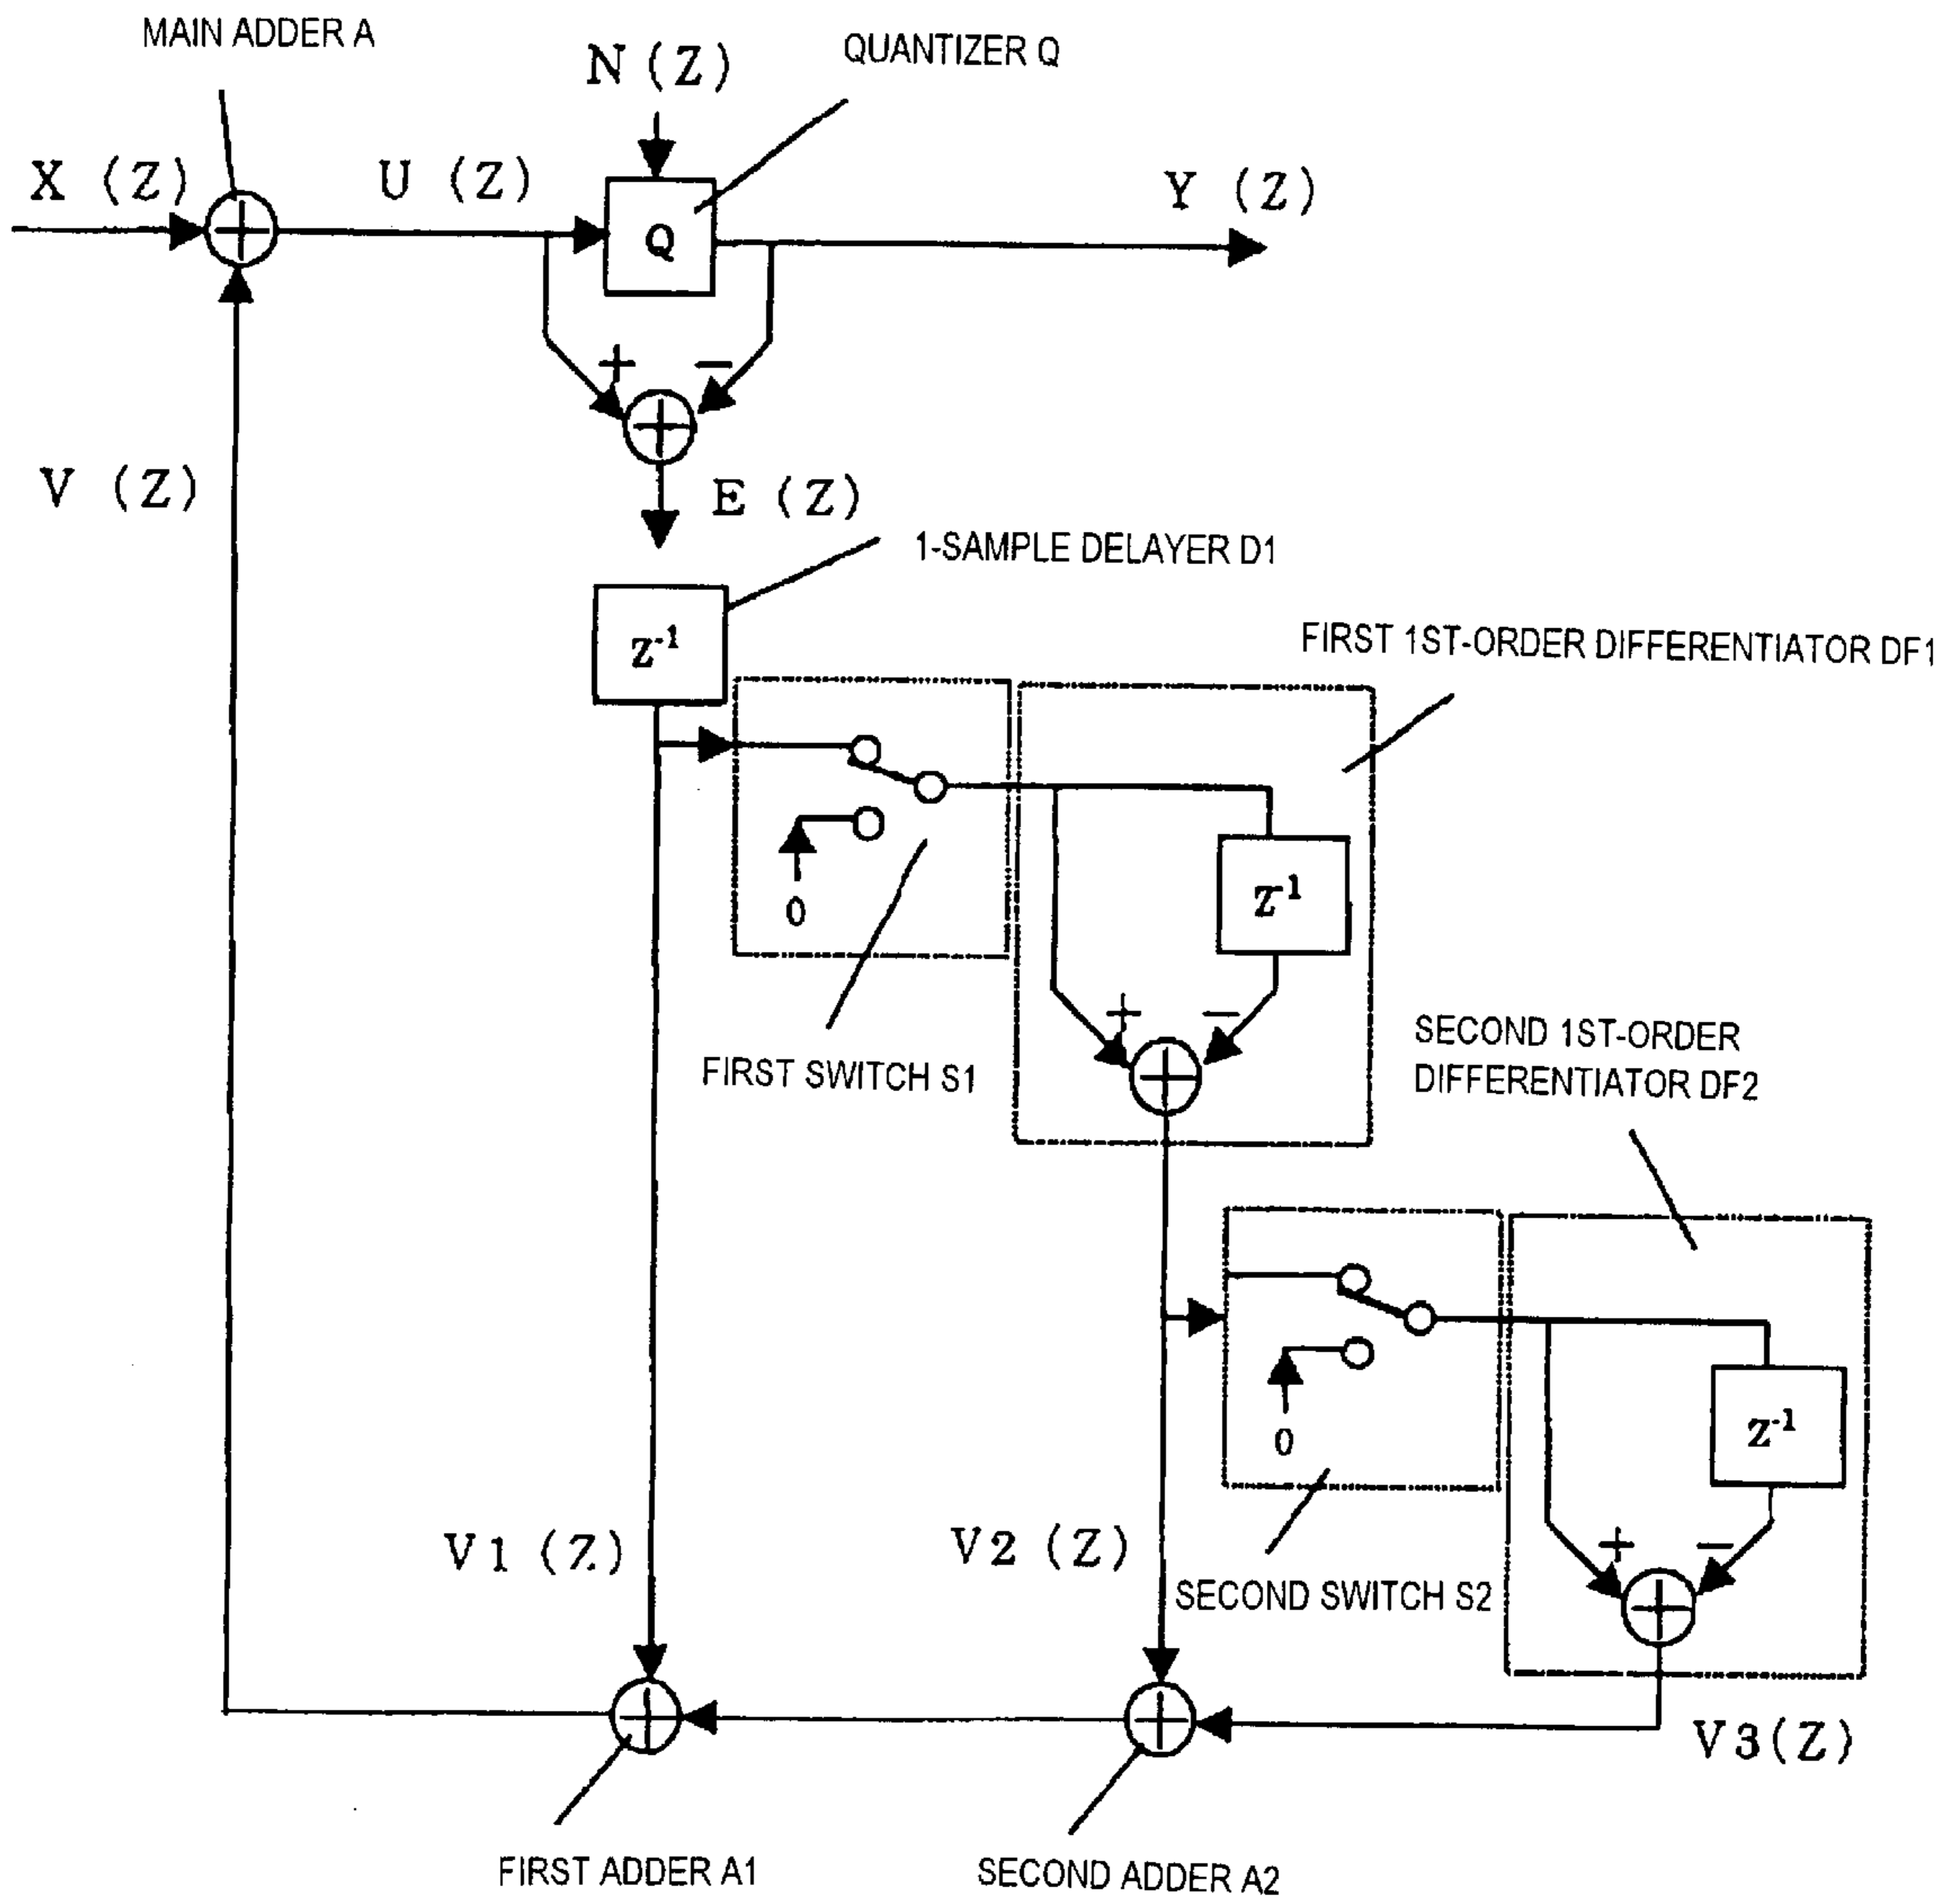 MAIN ADDER A
N (Z)
QUANTIZER Q
X (Z)
U (Z)
Q
Y (Z)
+
−
V (Z)
E (Z)
1-SAMPLE DELAYER D1
Z-1
FIRST 1ST-ORDER DIFFERENTIATOR DF1
0
Z-1
+
−
FIRST SWITCH S1
SECOND 1ST-ORDER
DIFFERENTIATOR DF2
0
Z-1
V1 (Z)
V2 (Z)
+
−
SECOND SWITCH S2
V3(Z)
FIRST ADDER A1
SECOND ADDER A2